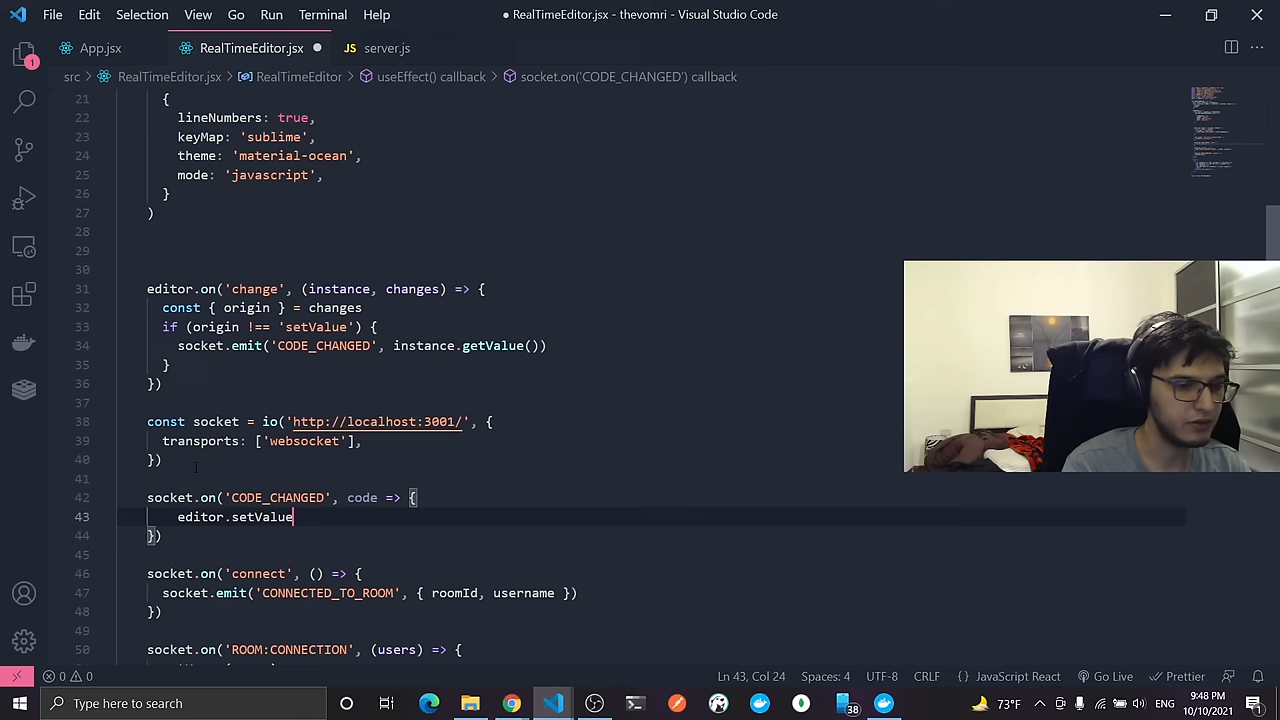 File Edit Selection View Go Run Terminal Help
● RealTimeEditor.jsx - thevomri - Visual Studio Code
App.jsx RealTimeEditor.jsx ● JS server.js
src > RealTimeEditor.jsx > RealTimeEditor > useEffect() callback > socket.on('CODE_CHANGED') callback
1
21 {
22 lineNumbers: true,
23 keyMap: 'sublime',
24 theme: 'material-ocean',
25 mode: 'javascript',
26 }
27 )
28
29
30
31 editor.on('change', (instance, changes) => {
32 const { origin } = changes
33 if (origin !== 'setValue') {
34 socket.emit('CODE_CHANGED', instance.getValue())
35 }
36 })
37
38 const socket = io('http://localhost:3001/', {
39 transports: ['websocket'],
40 })
41
42 socket.on('CODE_CHANGED', code => {
43 editor.setValue
44 })
45
46 socket.on('connect', () => {
47 socket.emit('CONNECTED_TO_ROOM', { roomId, username })
48 })
49
50 socket.on('ROOM:CONNECTION', (users) => {
0 0 Ln 43, Col 24 Spaces: 4 UTF-8 CRLF {} JavaScript React Go Live Prettier
Type here to search
38
73°F
9:48 PM
10/10/2021
1